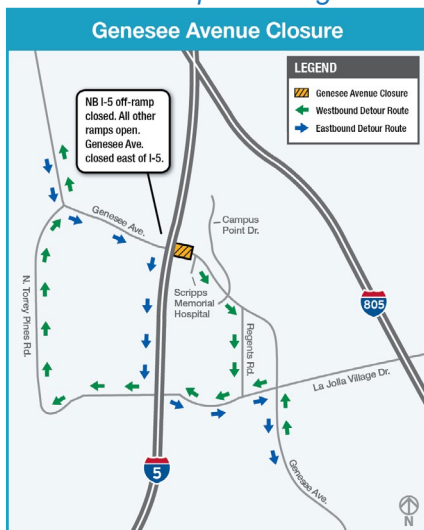 Genesee Avenue Closure
LEGEND
Genesee Avenue Closure
Westbound Detour Route
Eastbound Detour Route
NB I-5 off-ramp
closed. All other
ramps open.
Genesee Ave.
closed east of I-5.
Genesee Ave.
Campus
Point Dr.
Scripps
Memorial
Hospital
N. Torrey Pines Rd.
Regents Rd.
805
La Jolla Village Dr.
5
Genesee Ave.
N